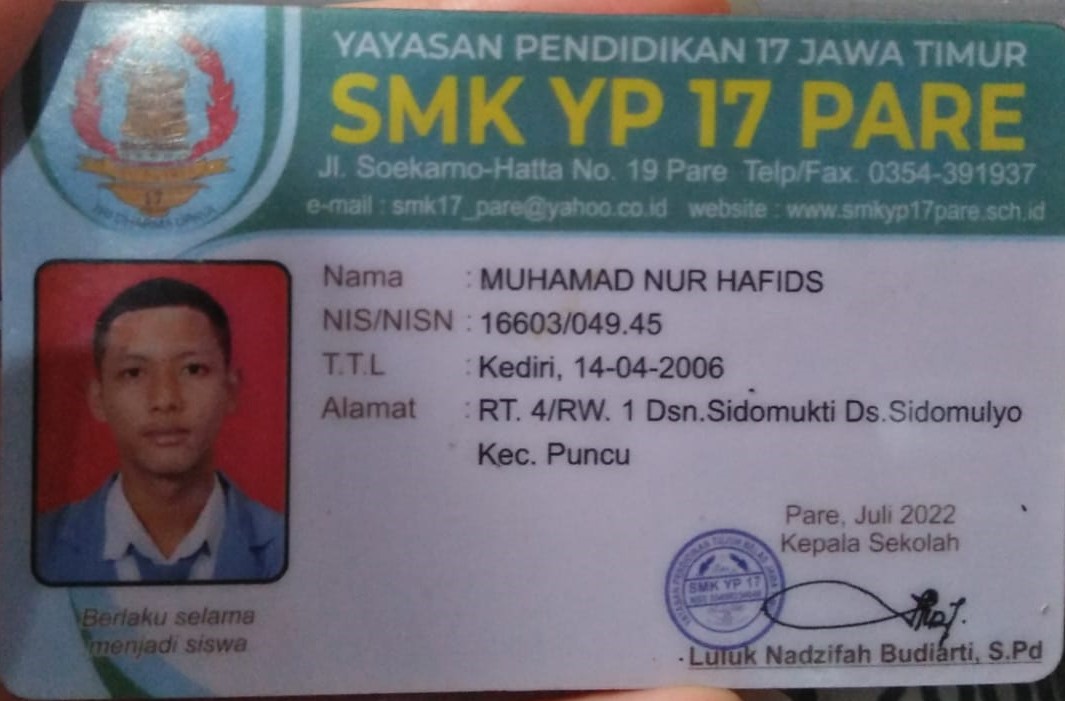 YAYASAN PENDIDIKAN 17 JAWA TIMUR
SMK YP 17 PARE
Jl. Soekarno-Hatta No. 19 Pare Telp/Fax. 0354-391937
e-mail : smk17_pare@yahoo.co.id website : www.smkyp17pare.sch.id
17
Nama : MUHAMAD NUR HAFIDS
NIS/NISN : 16603/049.45
T.T.L : Kediri, 14-04-2006
Alamat : RT. 4/RW. 1 Dsn.Sidomukti Ds.Sidomulyo
Kec. Puncu
Pare, Juli 2022
Kepala Sekolah
SMK YP 17
Luluk Nadzifah Budiarti, S.Pd
Berlaku selama
menjadi siswa